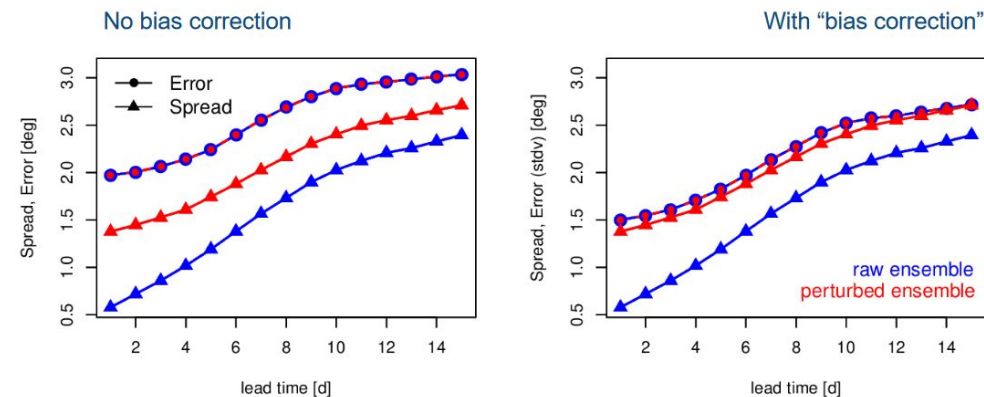 No bias correction
With “bias correction”
Spread, Error [deg]
3.0
2.5
2.0
1.5
1.0
0.5
Error
Spread
2 4 6 8 10 12 14
lead time [d]
Spread, Error (stdv) [deg]
3.0
2.5
2.0
1.5
1.0
0.5
raw ensemble
perturbed ensemble
2 4 6 8 10 12 14
lead time [d]